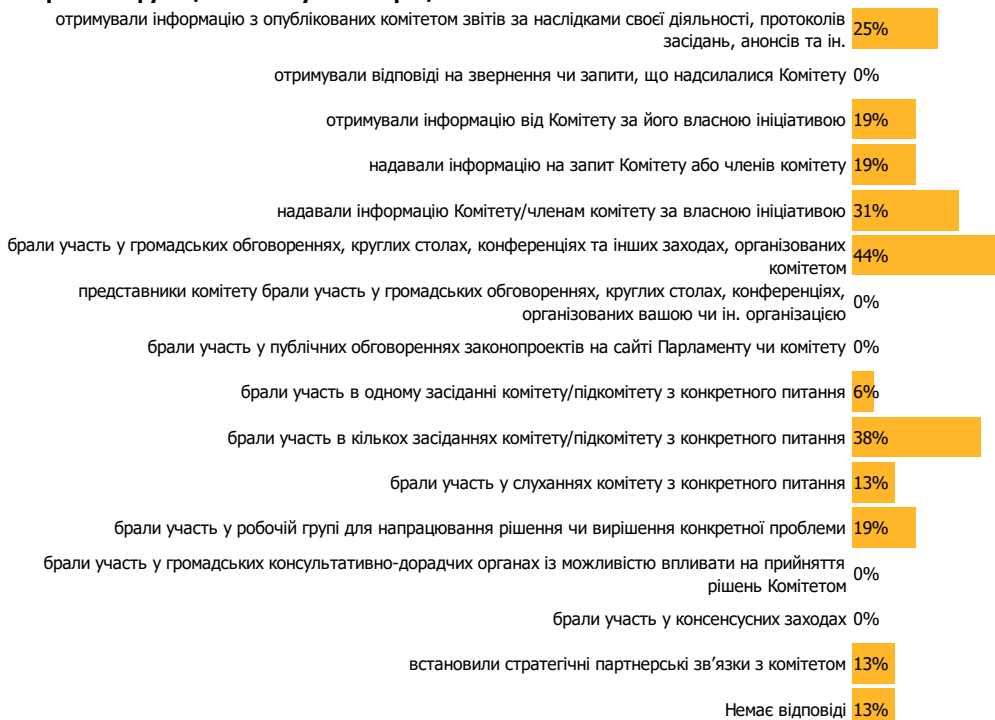 отримували інформацію з опублікованих комітетом звітів за наслідками своєї діяльності, протоколів
засідань, анонсів та ін. 25%
отримували відповіді на звернення чи запити, що надсилалися Комітету 0%
отримували інформацію від Комітету за його власною ініціативою 19%
надавали інформацію на запит Комітету або членів комітету 19%
надавали інформацію Комітету/членам комітету за власною ініціативою 31%
брали участь у громадських обговореннях, круглих столах, конференціях та інших заходах, організованих
комітетом 44%
представники комітету брали участь у громадських обговореннях, круглих столах, конференціях,
організованих вашою чи ін. організацією 0%
брали участь у публічних обговореннях законопроектів на сайті Парламенту чи комітету 0%
брали участь в одному засіданні комітету/підкомітету з конкретного питання 6%
брали участь в кількох засіданнях комітету/підкомітету з конкретного питання 38%
брали участь у слуханнях комітету з конкретного питання 13%
брали участь у робочій групі для напрацювання рішення чи вирішення конкретної проблеми 19%
брали участь у громадських консультативно-дорадчих органах із можливістю впливати на прийняття
рішень Комітетом 0%
брали участь у консенсусних заходах 0%
встановили стратегічні партнерські зв’язки з комітетом 13%
Немає відповіді 13%